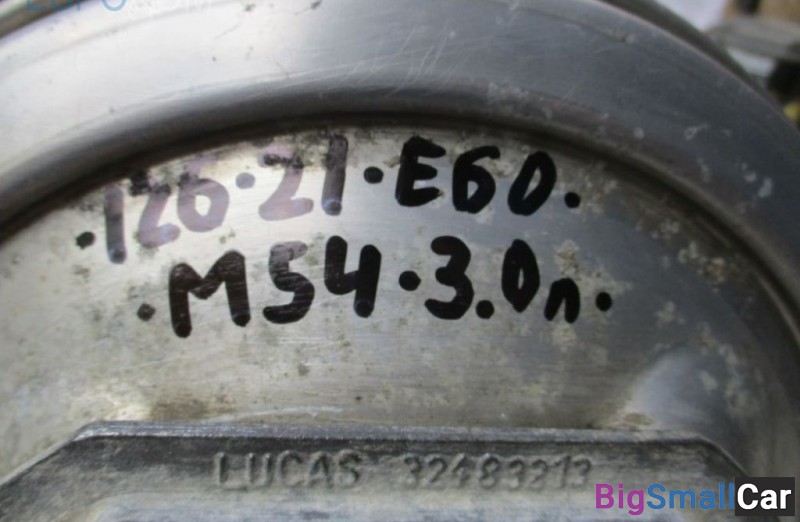 ·126·21·E60·
·M54·3.0л·
LUCAS 32483213
BigSmallCar